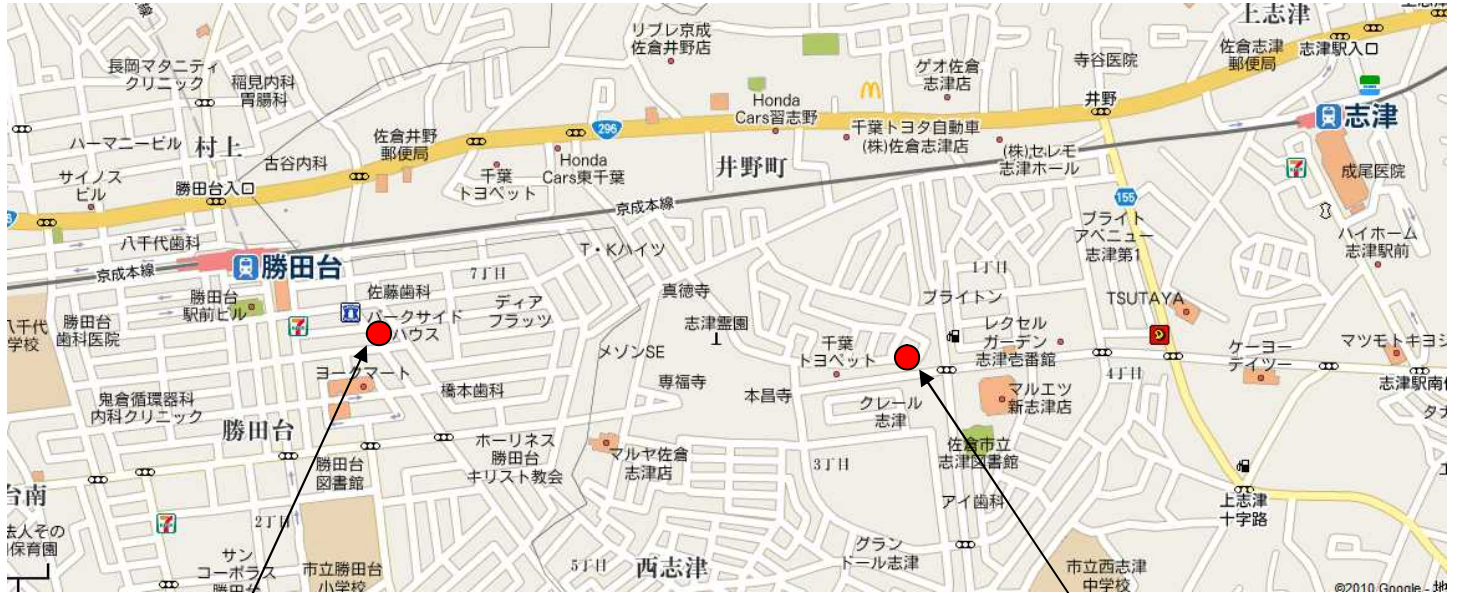 上志津
リブレ京成
佐倉井野店
長岡マタニティ
クリニック
稲見内科
胃腸科
ゲオ佐倉
志津店
寺谷医院
佐倉志津
郵便局
志津駅入口
Honda
Cars習志野
井野
296
千葉トヨタ自動車
(株)佐倉志津店
志津
ハーモニービル
村上
古谷内科
佐倉井野
郵便局
千葉
トヨペット
Honda
Cars東千葉
井野町
(株)セレモ
志津ホール
成尾医院
サイノス
ビル
勝田台入口
京成本線
155
ブライト
アベニュー
志津第1
ハイホーム
志津駅前
八千代歯科
京成本線
勝田台
T・Kハイツ
7丁目
1丁目
勝田台
駅前ビル
佐藤歯科
パークサイド
ハウス
ディア
フラッツ
真徳寺
志津霊園
ブライトン
TSUTAYA
八千代
学校
勝田台
歯科医院
メゾンSE
千葉
トヨペット
レクセル
ガーデン
志津壱番館
マツモトキヨシ
ケーヨー
デイツー
ヨークマート
橋本歯科
専福寺
本昌寺
クレール
志津
マルエツ
新志津店
4丁目
志津駅南
鬼倉循環器科
内科クリニック
勝田台
ホーリネス
勝田台
キリスト教会
マルヤ佐倉
志津店
佐倉市立
志津図書館
3丁目
勝田台
図書館
台南
法人その
保育園
2丁目
アイ歯科
上志津
十字路
サン
コーポラス
勝田台
市立勝田台
小学校
5丁目
西志津
グラン
ドール志津
市立西志津
中学校
©2010 Google - 地